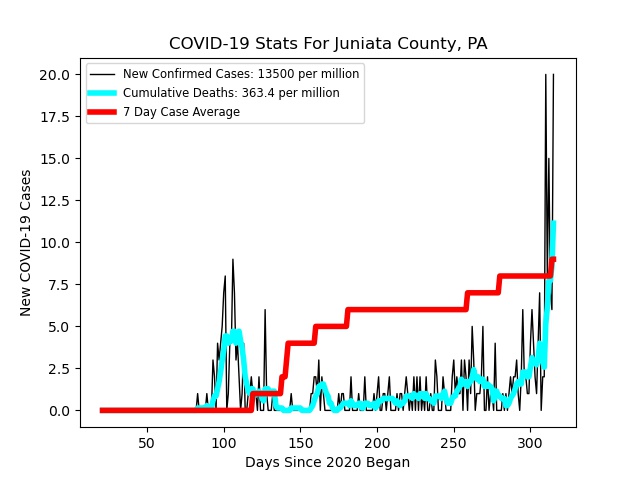 COVID-19 Stats For Juniata County, PA
New Confirmed Cases: 13500 per million
Cumulative Deaths: 363.4 per million
7 Day Case Average
New COVID-19 Cases
20.0
17.5
15.0
12.5
10.0
7.5
5.0
2.5
0.0
50 100 150 200 250 300
Days Since 2020 Began